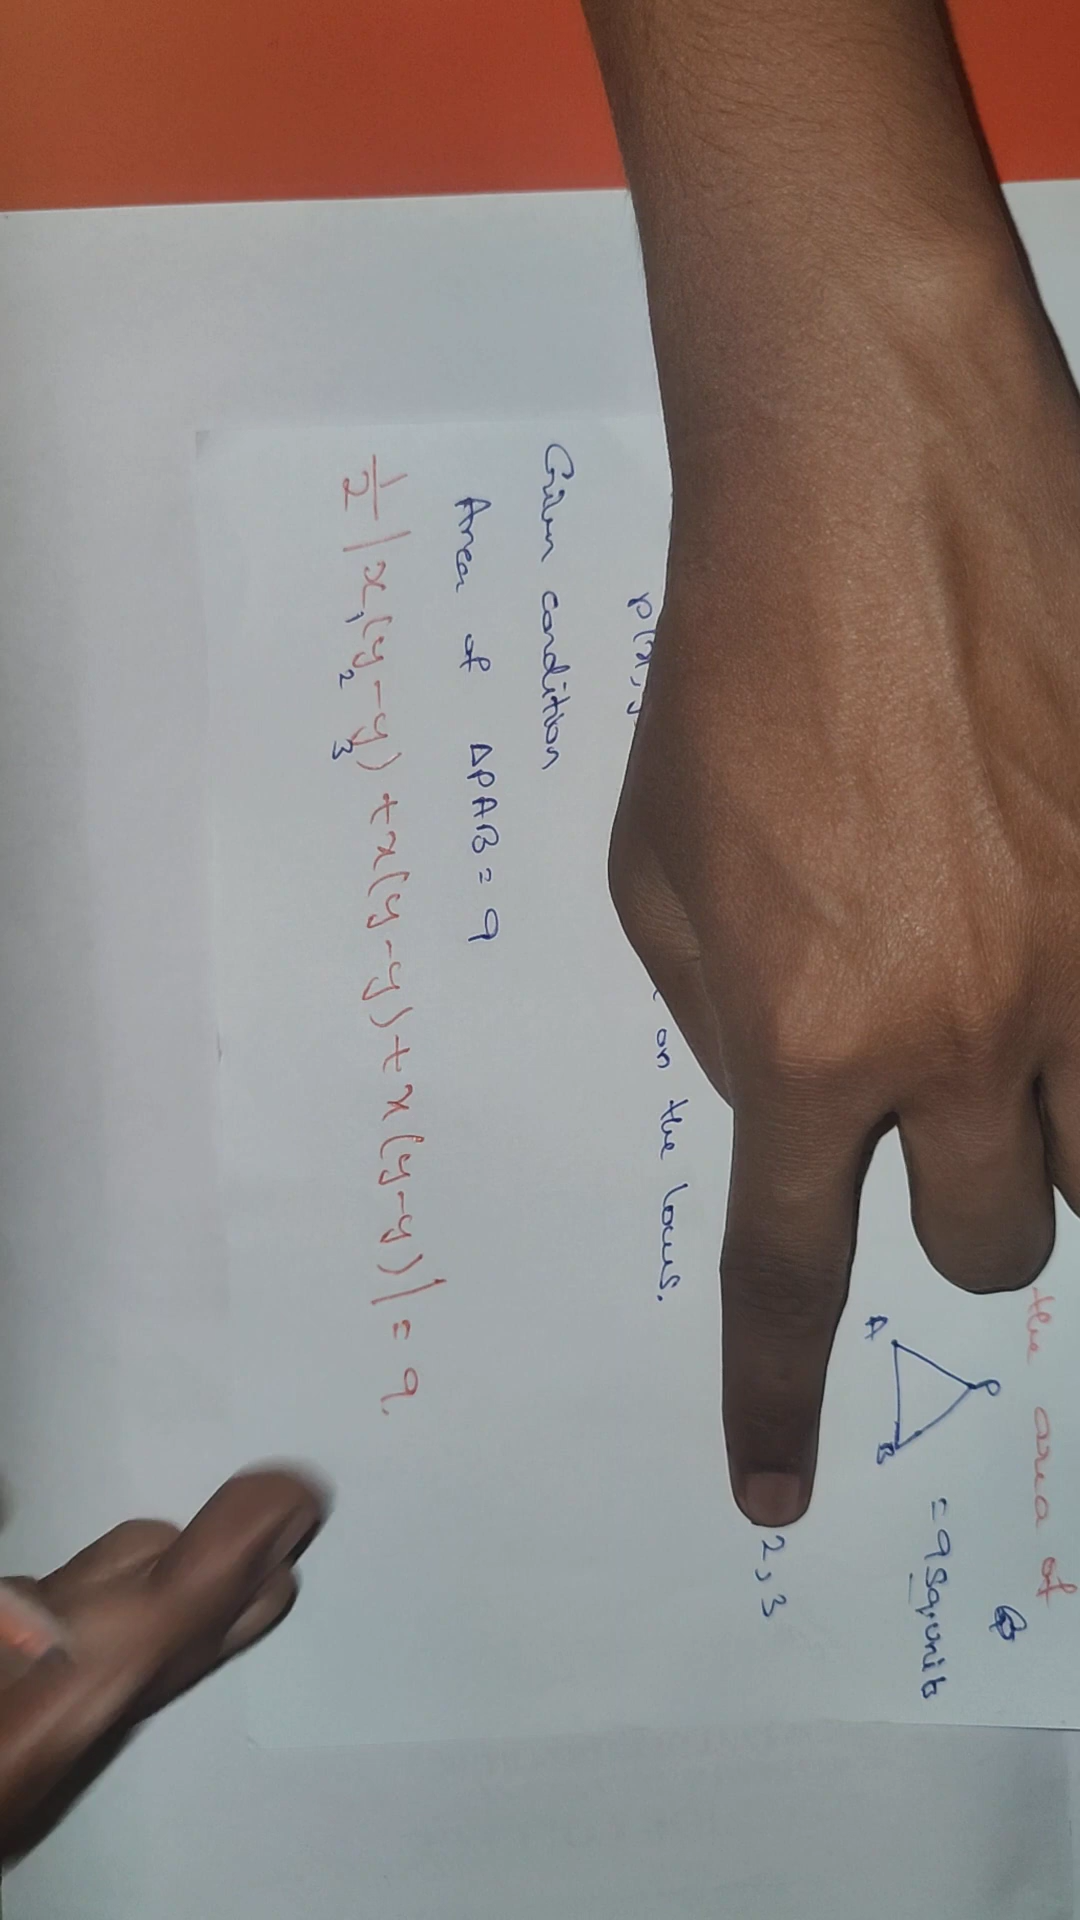 the area of
P
A B = 9 Sq.units
2, 3
P(x, y
on the locus.
Given condition
Area of ΔPAB = 9
1/2 |x₁(y₂-y₃)+x(y-y)+x(y-y)| = 9.